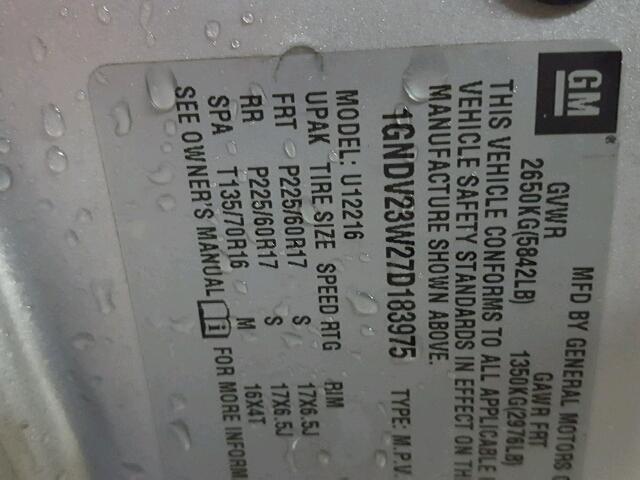 GM
MFD BY GENERAL MOTORS
GVWR GAWR FRT
2650KG(5842LB) 1350KG(2976LB)
THIS VEHICLE CONFORMS TO ALL APPLICABLE
VEHICLE SAFETY STANDARDS IN EFFECT ON
MANUFACTURE SHOWN ABOVE.
1GNDV23W27D183975 TYPE: M.P.V.
MODEL: U12216
UPAK TIRE SIZE SPEED RTG RIM
FRT P225/60R17 S 17X6.5J
RR P225/60R17 S 17X6.5J
SPA T135/70R16 M 16X4T
SEE OWNER'S MANUAL i FOR MORE INFORM